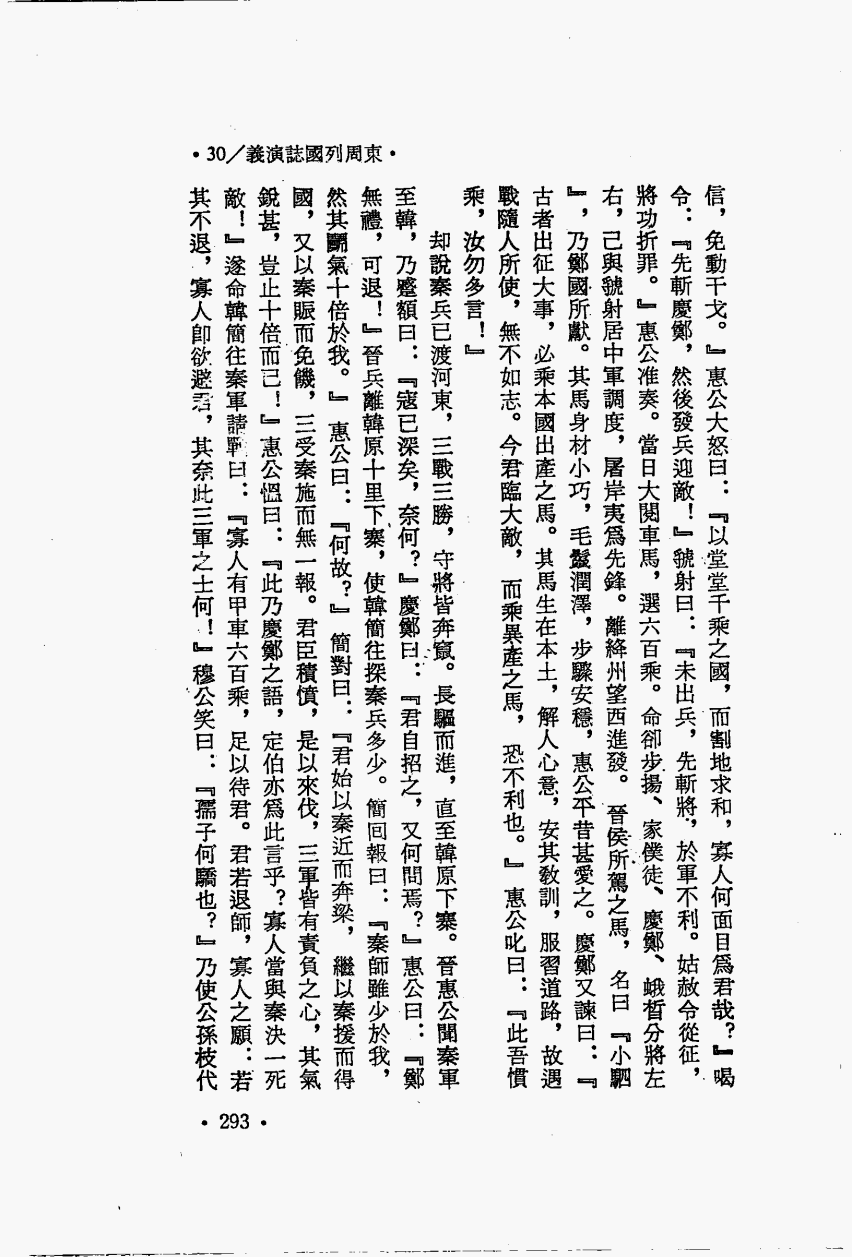 •30/義演誌國列周東•
信，免動干戈。』惠公大怒曰：『以堂堂千乘之國，而割地求和，寡人何面目爲君哉？』喝
令：『先斬慶鄭，然後發兵迎敵！』虢射曰：『未出兵，先斬將，於軍不利。姑赦令從征，
將功折罪。』惠公准奏。當日大閱車馬，選六百乘。命郤步揚、家僕徒、慶鄭、蛾晳分將左
右，己與虢射居中軍調度，屠岸夷爲先鋒。離絳州望西進發。晉侯所駕之馬，名曰『小駟
』，乃鄭國所獻。其馬身材小巧，毛鬣潤澤，步驟安穩，惠公平昔甚愛之。慶鄭又諫曰：『
古者出征大事，必乘本國出產之馬。其馬生在本土，解人心意，安其敎訓，服習道路，故遇
戰隨人所使，無不如志。今君臨大敵，而乘異產之馬，恐不利也。』惠公叱曰：『此吾慣
乘，汝勿多言！』
却說秦兵已渡河東，三戰三勝，守將皆奔竄。長驅而進，直至韓原下寨。晉惠公聞秦軍
至韓，乃蹙額曰：『寇已深矣，奈何？』慶鄭曰：『君自招之，又何問焉？』惠公曰：『鄭
無禮，可退！』晉兵離韓原十里下寨，使韓簡往探秦兵多少。簡回報曰：『秦師雖少於我，
然其鬭氣十倍於我。』惠公曰：『何故？』簡對曰：『君始以秦近而奔梁，繼以秦援而得
國，又以秦賑而免饑，三受秦施而無一報。君臣積憤，是以來伐，三軍皆有責負之心，其氣
銳甚，豈止十倍而已！』惠公慍曰：『此乃慶鄭之語，定伯亦爲此言乎？寡人當與秦決一死
敵！』遂命韓簡往秦軍請戰曰：『寡人有甲車六百乘，足以待君。君若退師，寡人之願；若
其不退，寡人卽欲避君，其奈此三軍之士何！』穆公笑曰：『孺子何驕也？』乃使公孫枝代
•293•